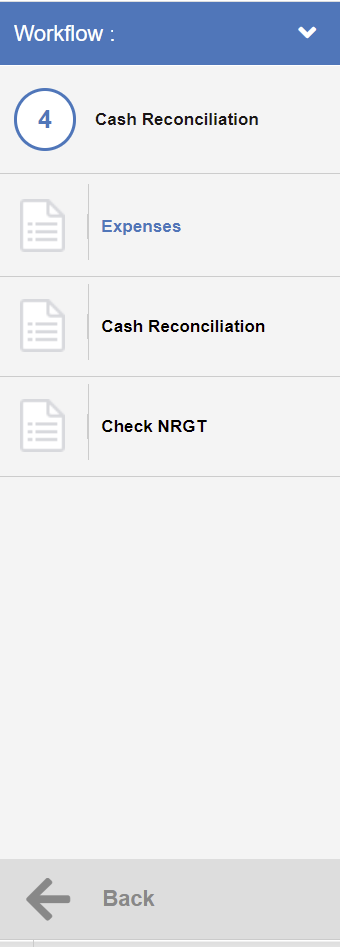 Workflow :
4
Cash Reconciliation
Expenses
Cash Reconciliation
Check NRGT
Back